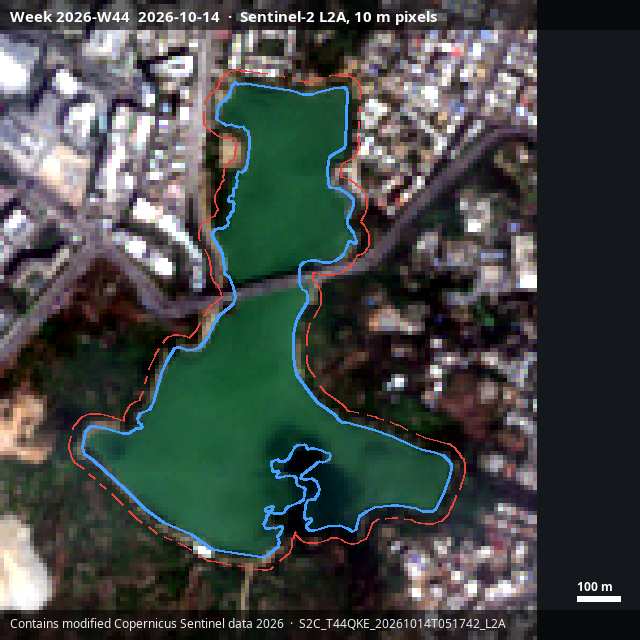 Week 2026-W44  2026-10-14  ·  Sentinel-2 L2A, 10 m pixels
100 m
Contains modified Copernicus Sentinel data 2026  ·  S2C_T44QKE_20261014T051742_L2A